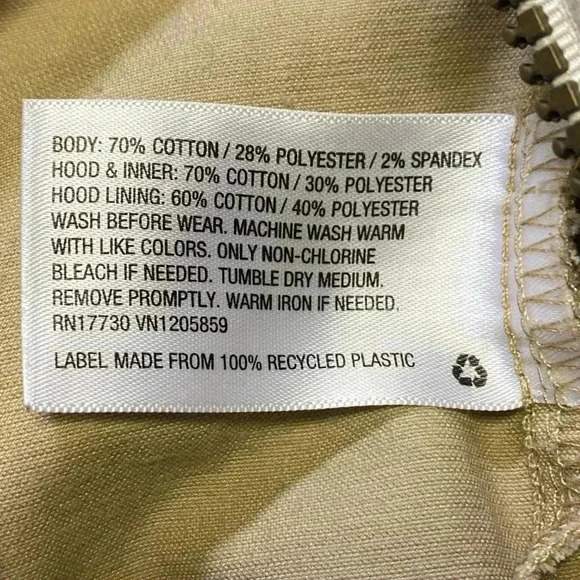 BODY: 70% COTTON / 28% POLYESTER / 2% SPANDEX
HOOD & INNER: 70% COTTON / 30% POLYESTER
HOOD LINING: 60% COTTON / 40% POLYESTER
WASH BEFORE WEAR. MACHINE WASH WARM
WITH LIKE COLORS. ONLY NON-CHLORINE
BLEACH IF NEEDED. TUMBLE DRY MEDIUM.
REMOVE PROMPTLY. WARM IRON IF NEEDED.
RN17730 VN1205859
LABEL MADE FROM 100% RECYCLED PLASTIC